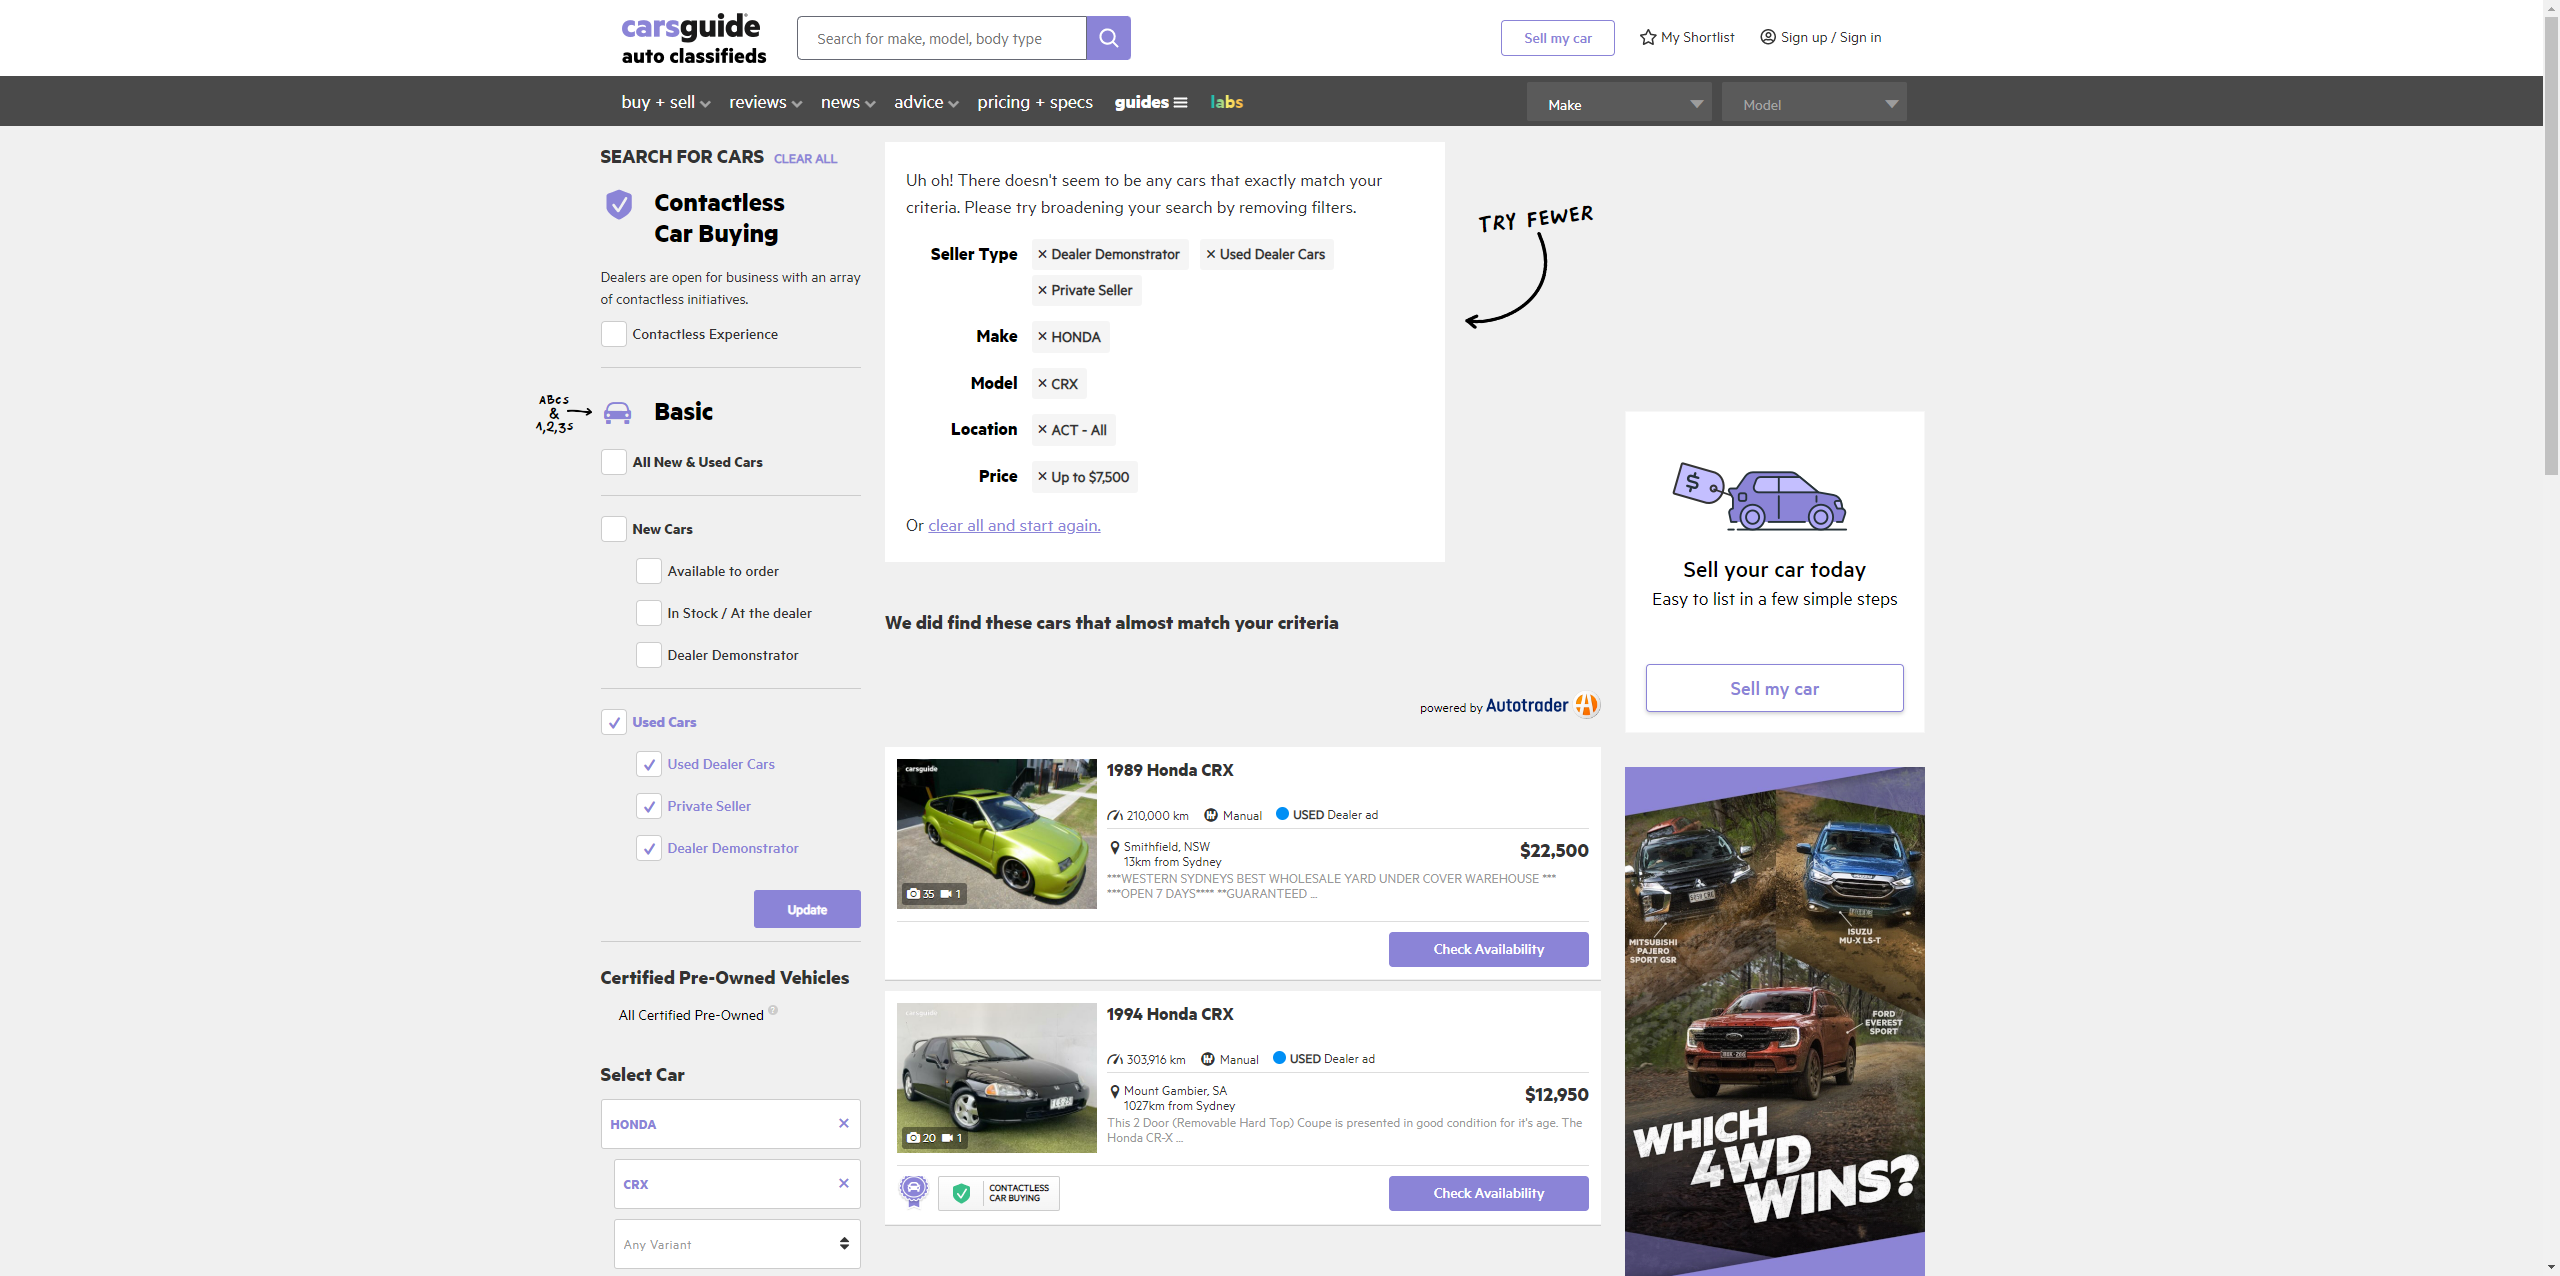 carsguide
auto classifieds
Search for make, model, body type
Sell my car
My Shortlist
Sign up / Sign in
buy + sell
reviews
news
advice
pricing + specs
guides
labs
Make
Model
SEARCH FOR CARS CLEAR ALL
Contactless
Car Buying
Dealers are open for business with an array
of contactless initiatives.
Contactless Experience
ABCs
&
1,2,3s
Basic
All New & Used Cars
New Cars
Available to order
In Stock / At the dealer
Dealer Demonstrator
Used Cars
Used Dealer Cars
Private Seller
Dealer Demonstrator
Update
Certified Pre-Owned Vehicles
All Certified Pre-Owned ?
Select Car
HONDA ×
CRX ×
Any Variant
Uh oh! There doesn't seem to be any cars that exactly match your
criteria. Please try broadening your search by removing filters.
Seller Type × Dealer Demonstrator × Used Dealer Cars
× Private Seller
Make × HONDA
Model × CRX
Location × ACT - All
Price × Up to $7,500
Or clear all and start again.
TRY FEWER
We did find these cars that almost match your criteria
powered by Autotrader
carsguide
35 1
1989 Honda CRX
210,000 km Manual USED Dealer ad
Smithfield, NSW
13km from Sydney
$22,500
***WESTERN SYDNEYS BEST WHOLESALE YARD UNDER COVER WAREHOUSE ***
***OPEN 7 DAYS**** **GUARANTEED ...
Check Availability
carsguide
20 1
1994 Honda CRX
303,916 km Manual USED Dealer ad
Mount Gambier, SA
1027km from Sydney
$12,950
This 2 Door (Removable Hard Top) Coupe is presented in good condition for it's age. The
Honda CR-X ...
CONTACTLESS
CAR BUYING
Check Availability
$
Sell your car today
Easy to list in a few simple steps
Sell my car
MITSUBISHI
PAJERO
SPORT GSR
ISUZU
MU-X LS-T
FORD
EVEREST
SPORT
WHICH
4WD
WINS?